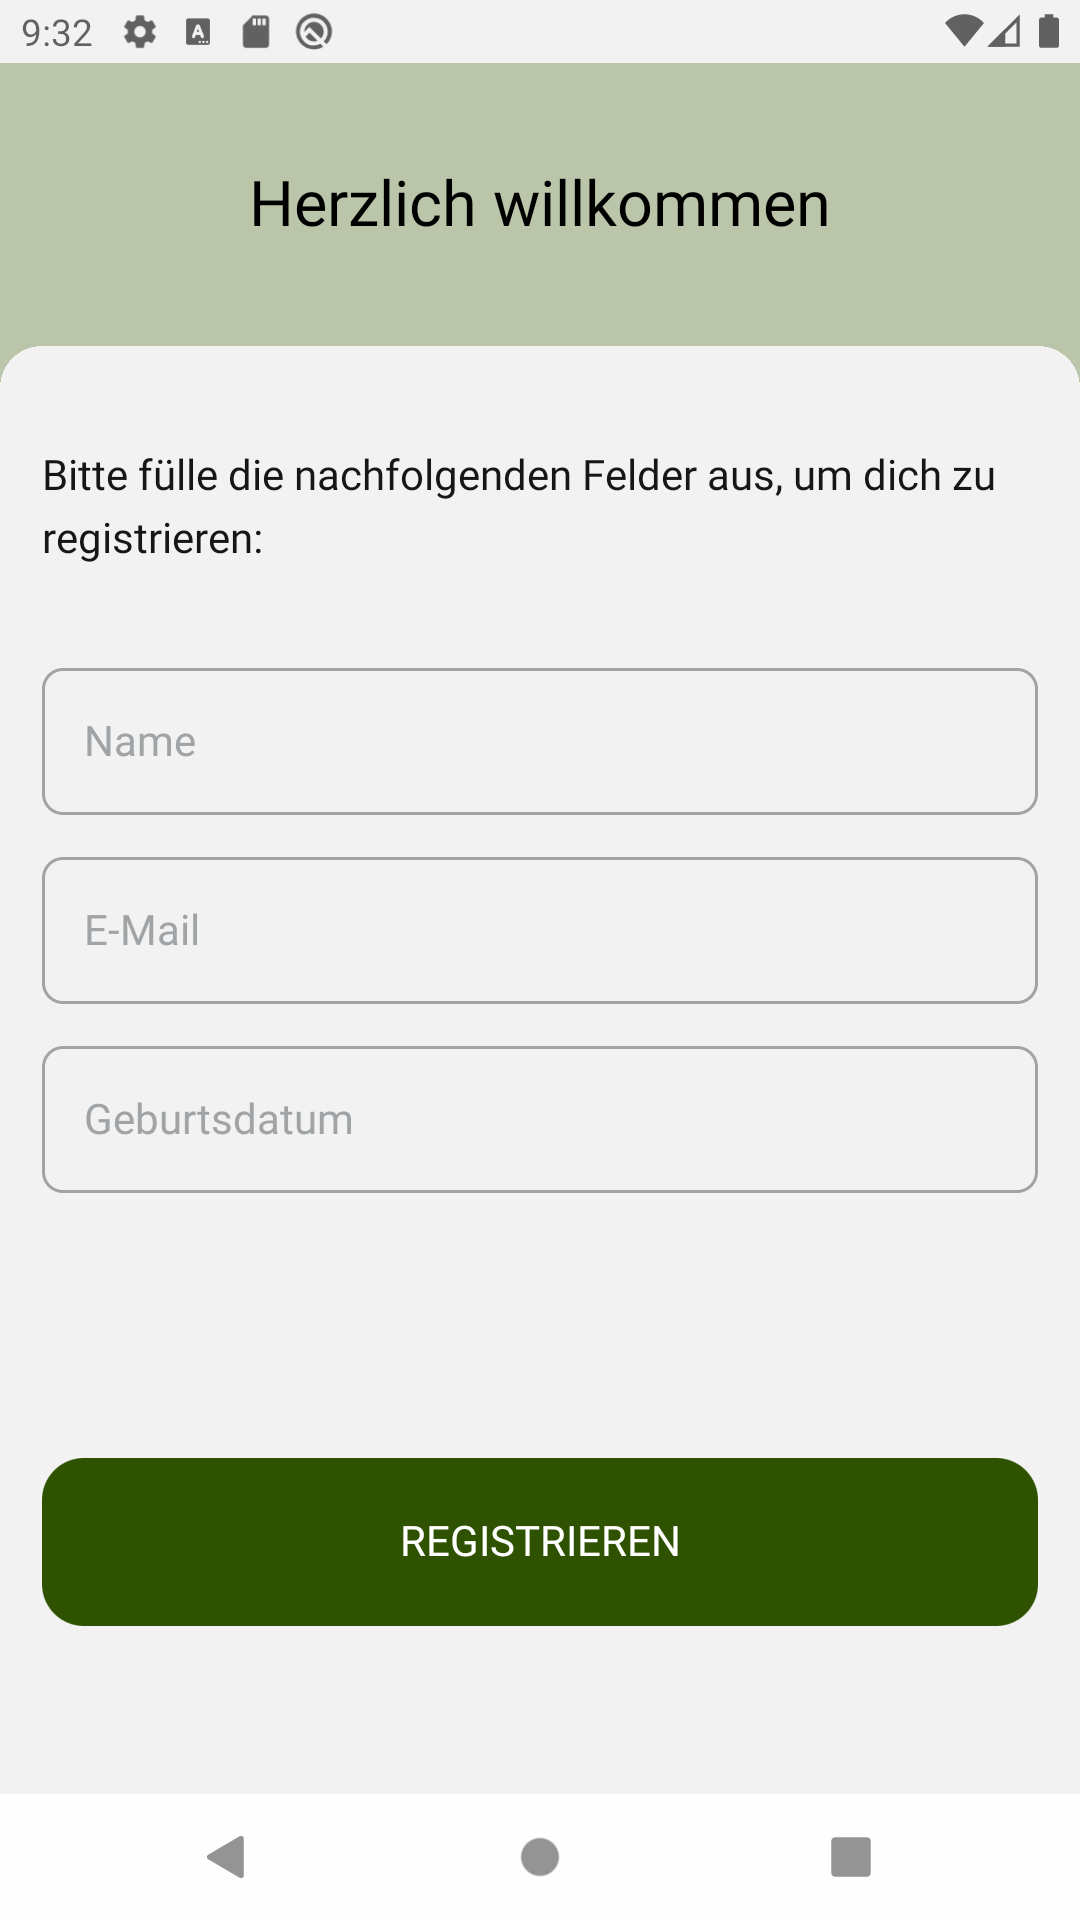 9:32
Herzlich willkommen
Bitte fülle die nachfolgenden Felder aus, um dich zu
registrieren:
Name
E-Mail
Geburtsdatum
REGISTRIEREN